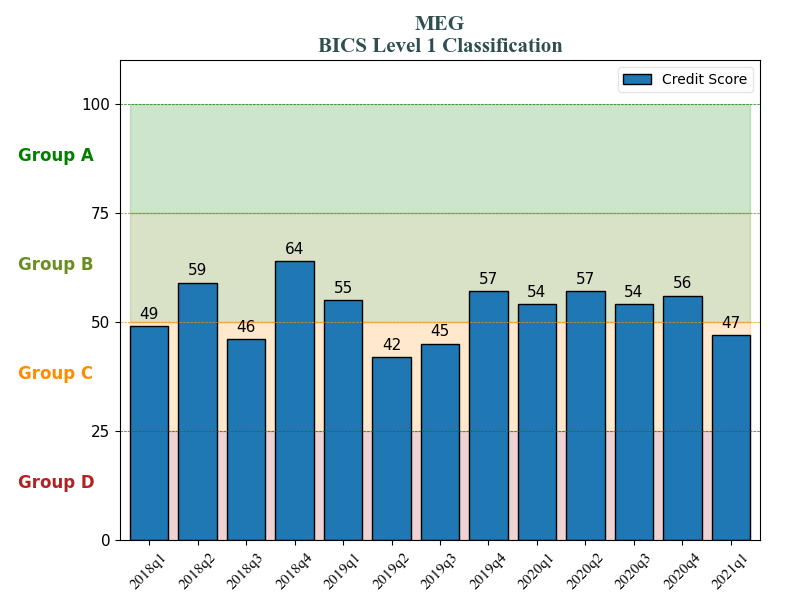 MEG
BICS Level 1 Classification
Credit Score
100
Group A
75
Group B
50
Group C
25
Group D
0
49
59
46
64
55
42
45
57
54
57
54
56
47
2018q1
2018q2
2018q3
2018q4
2019q1
2019q2
2019q3
2019q4
2020q1
2020q2
2020q3
2020q4
2021q1